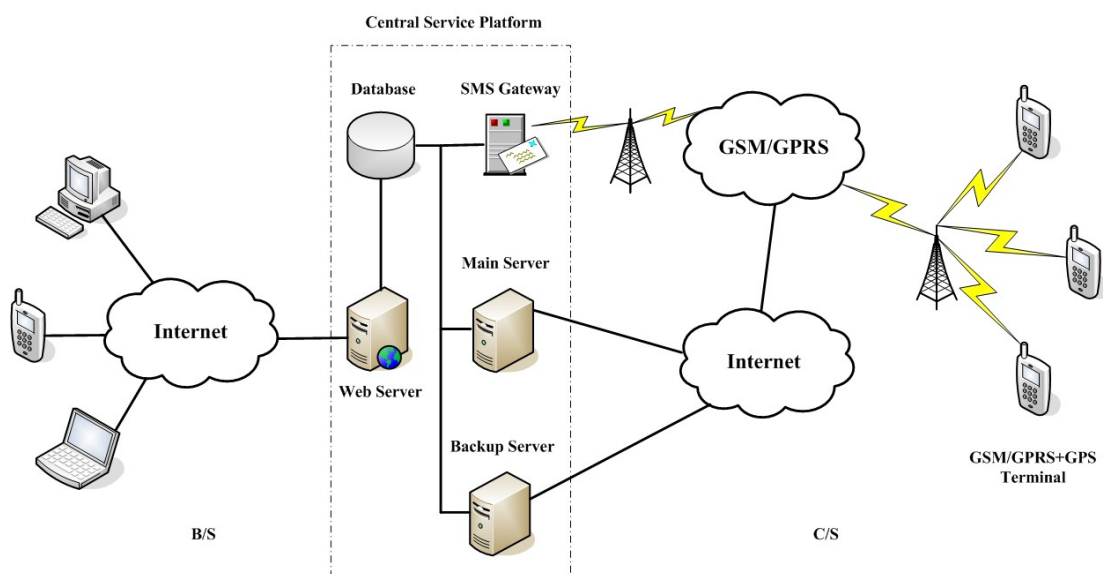 Central Service Platform
Database
SMS Gateway
GSM/GPRS
Main Server
Internet
Internet
Web Server
Backup Server
GSM/GPRS+GPS
Terminal
B/S
C/S